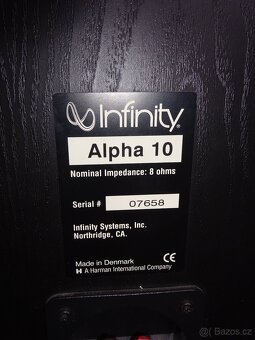 Infinity®
Alpha 10
Nominal Impedance: 8 ohms
Serial # 07658
Infinity Systems, Inc.
Northridge, CA.
Made in Denmark CE
H A Harman International Company
© Bazoš.cz